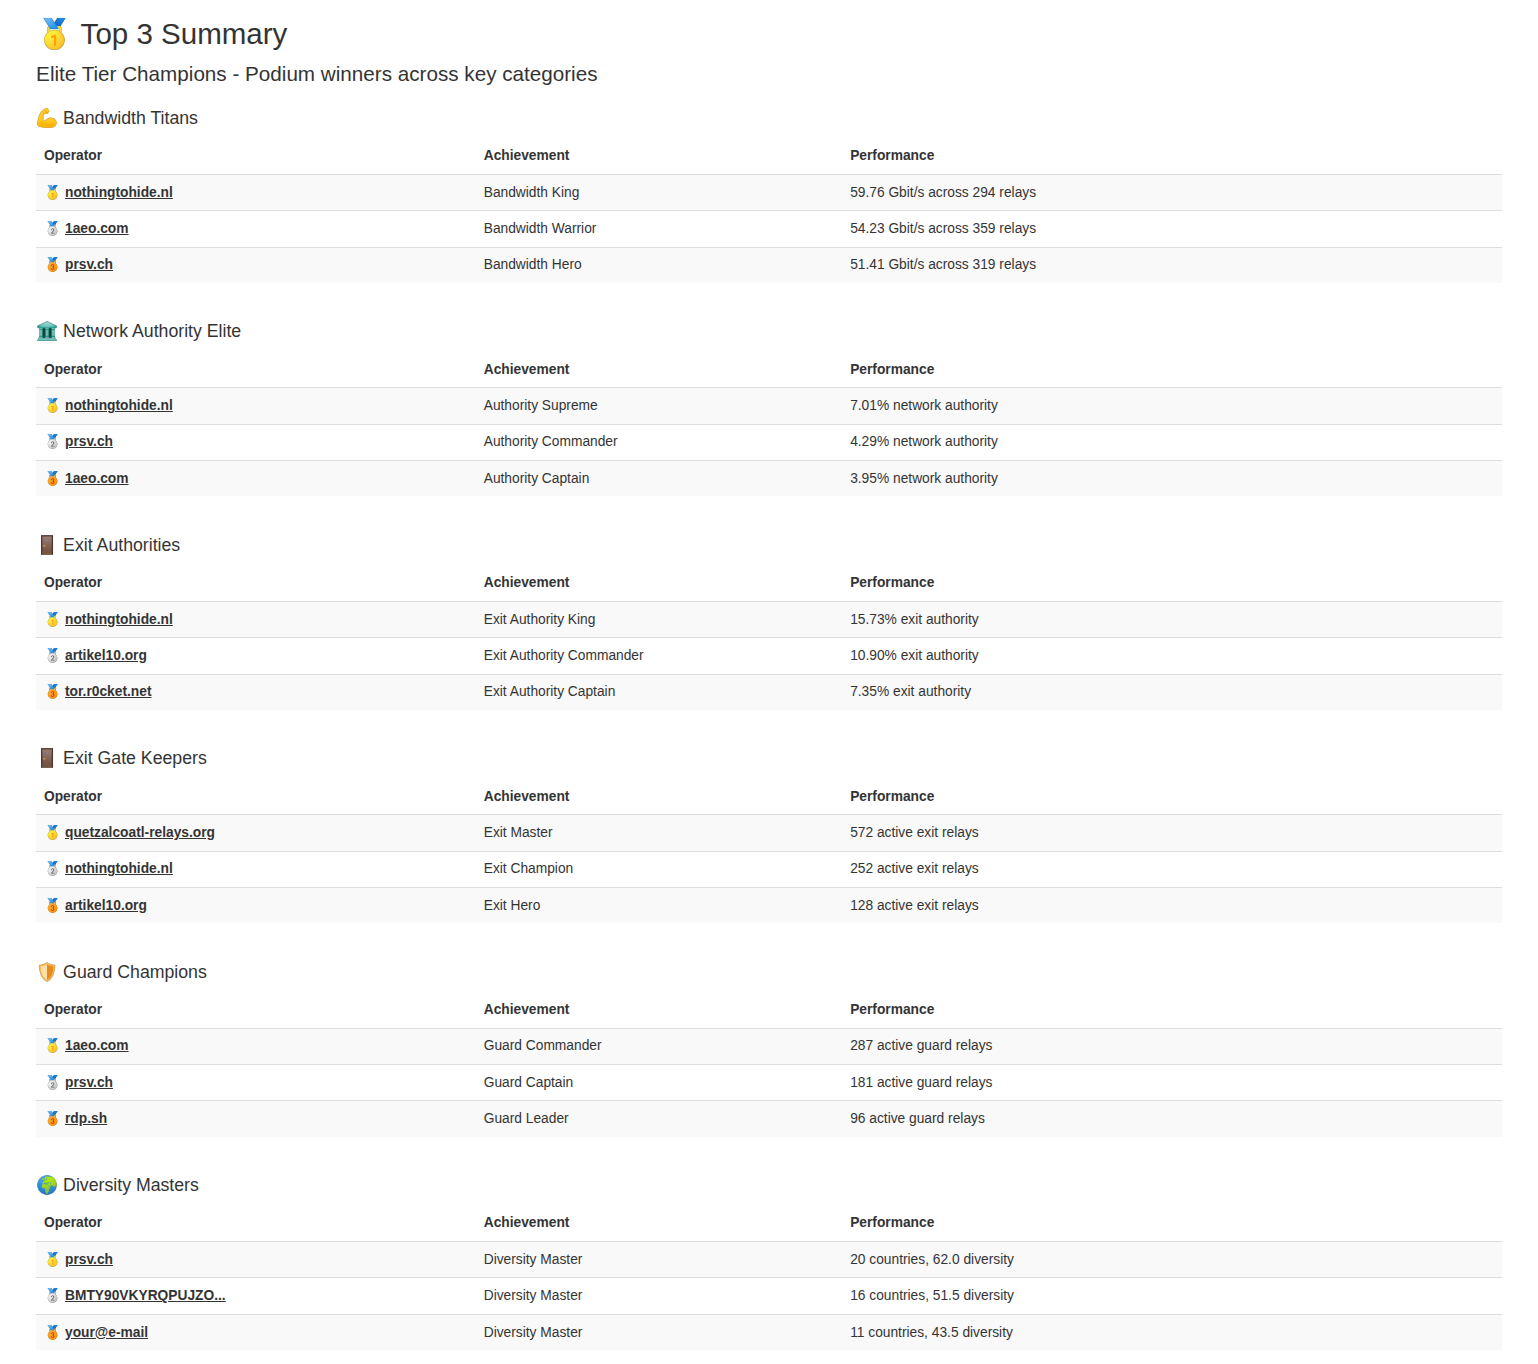 🥇 Top 3 Summary
Elite Tier Champions - Podium winners across key categories
💪 Bandwidth Titans
Operator Achievement Performance
🥇 nothingtohide.nl Bandwidth King 59.76 Gbit/s across 294 relays
🥈 1aeo.com Bandwidth Warrior 54.23 Gbit/s across 359 relays
🥉 prsv.ch Bandwidth Hero 51.41 Gbit/s across 319 relays
🏛️ Network Authority Elite
Operator Achievement Performance
🥇 nothingtohide.nl Authority Supreme 7.01% network authority
🥈 prsv.ch Authority Commander 4.29% network authority
🥉 1aeo.com Authority Captain 3.95% network authority
🚪 Exit Authorities
Operator Achievement Performance
🥇 nothingtohide.nl Exit Authority King 15.73% exit authority
🥈 artikel10.org Exit Authority Commander 10.90% exit authority
🥉 tor.r0cket.net Exit Authority Captain 7.35% exit authority
🚪 Exit Gate Keepers
Operator Achievement Performance
🥇 quetzalcoatl-relays.org Exit Master 572 active exit relays
🥈 nothingtohide.nl Exit Champion 252 active exit relays
🥉 artikel10.org Exit Hero 128 active exit relays
🛡️ Guard Champions
Operator Achievement Performance
🥇 1aeo.com Guard Commander 287 active guard relays
🥈 prsv.ch Guard Captain 181 active guard relays
🥉 rdp.sh Guard Leader 96 active guard relays
🌍 Diversity Masters
Operator Achievement Performance
🥇 prsv.ch Diversity Master 20 countries, 62.0 diversity
🥈 BMTY90VKYRQPUJZO... Diversity Master 16 countries, 51.5 diversity
🥉 your@e-mail Diversity Master 11 countries, 43.5 diversity